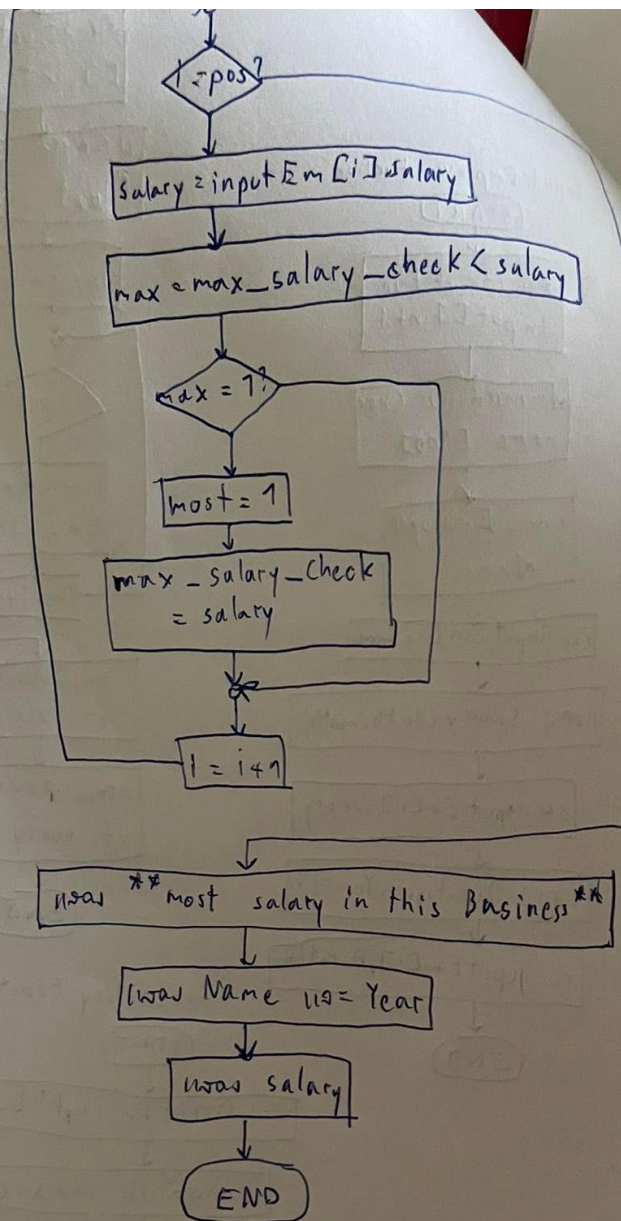 i = pos?
salary = input Em [i].salary
max = max_salary_check < salary
max = 1?
most = 1
max_salary_check
= salary
i = i+1
แสดง **most salary in this Business**
แสดง Name และ Year
แสดง salary
END